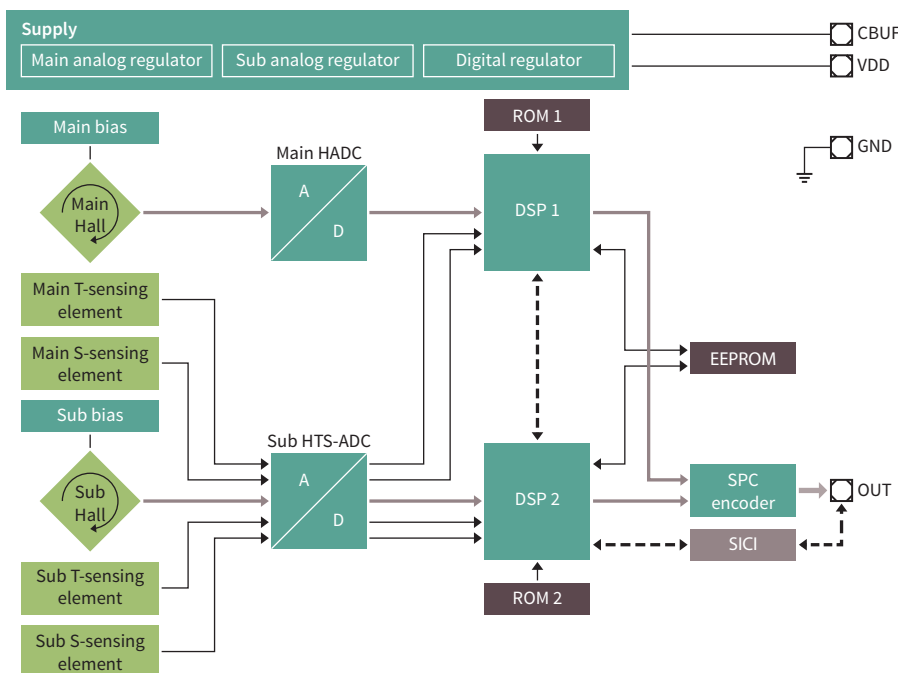 Supply
Main analog regulator
Sub analog regulator
Digital regulator
CBUF
VDD
GND
Main bias
ROM 1
Main HADC
Main
Hall
A
D
DSP 1
Main T-sensing
element
Main S-sensing
element
EEPROM
Sub bias
Sub HTS-ADC
Sub
Hall
A
D
DSP 2
SPC
encoder
OUT
SICI
Sub T-sensing
element
ROM 2
Sub S-sensing
element